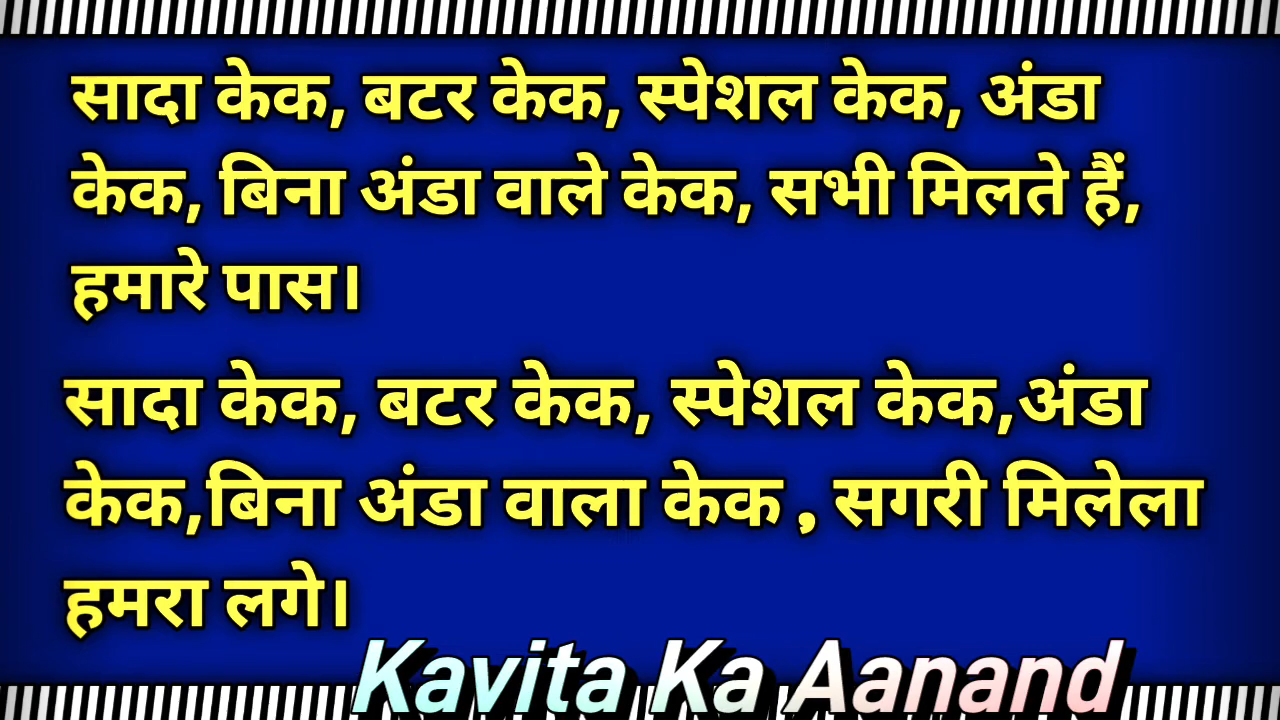 सादा केक, बटर केक, स्पेशल केक, अंडा
केक, बिना अंडा वाले केक, सभी मिलते हैं,
हमारे पास।
सादा केक, बटर केक, स्पेशल केक,अंडा
केक,बिना अंडा वाला केक , सगरी मिलेला
हमरा लगे।
Kavita Ka Aanand